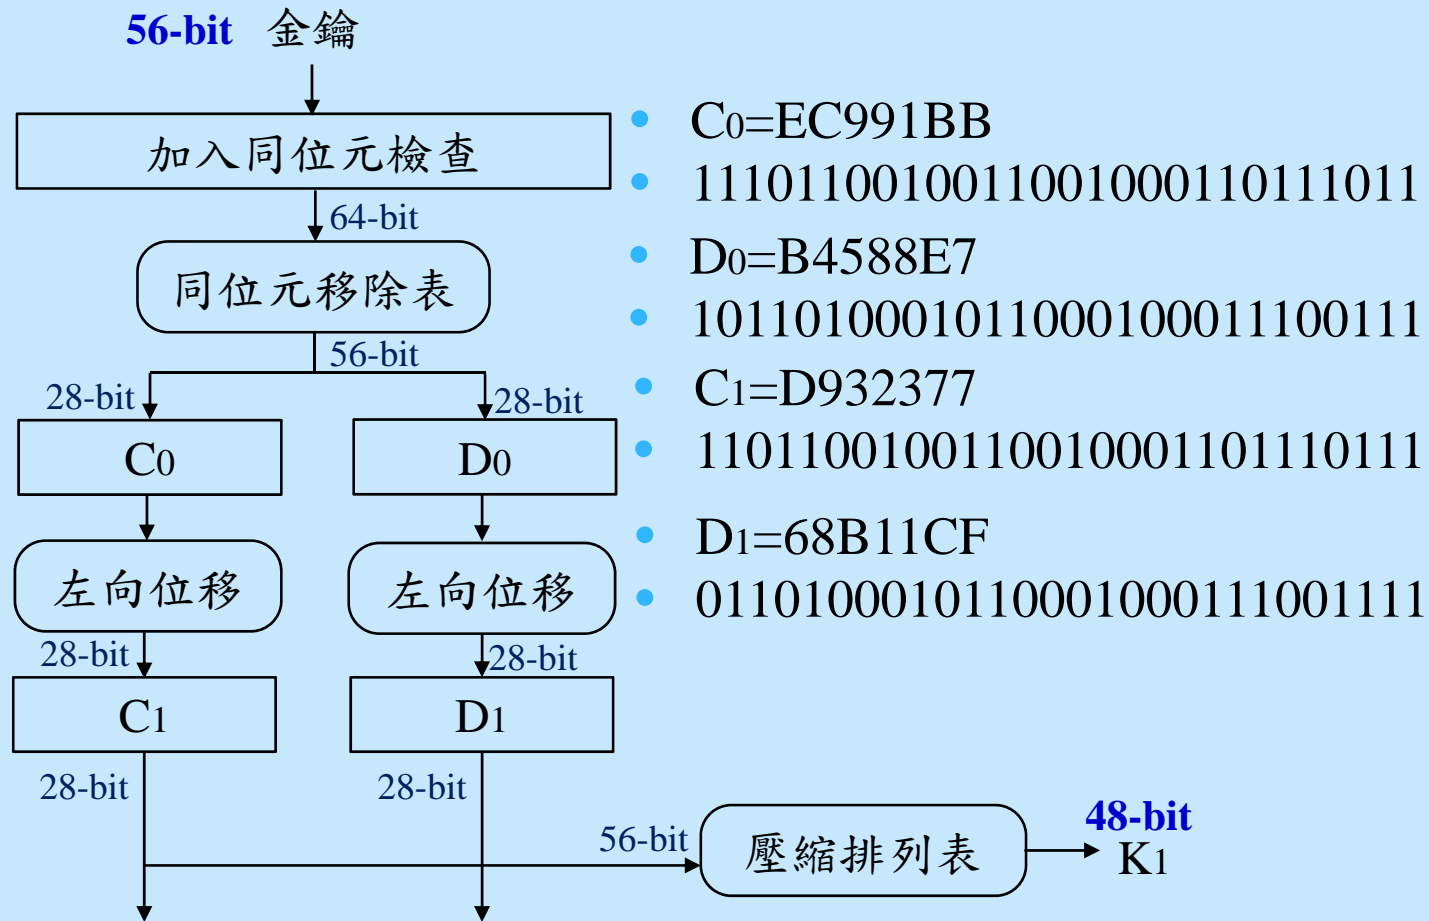 56-bit 金鑰
加入同位元檢查
64-bit
同位元移除表
56-bit
28-bit
28-bit
C0
D0
左向位移
左向位移
28-bit
28-bit
C1
D1
28-bit
28-bit
56-bit
壓縮排列表
48-bit
K1
• C0=EC991BB
• 1110110010011001000110111011
• D0=B4588E7
• 1011010001011000100011100111
• C1=D932377
• 1101100100110010001101110111
• D1=68B11CF
• 0110100010110001000111001111